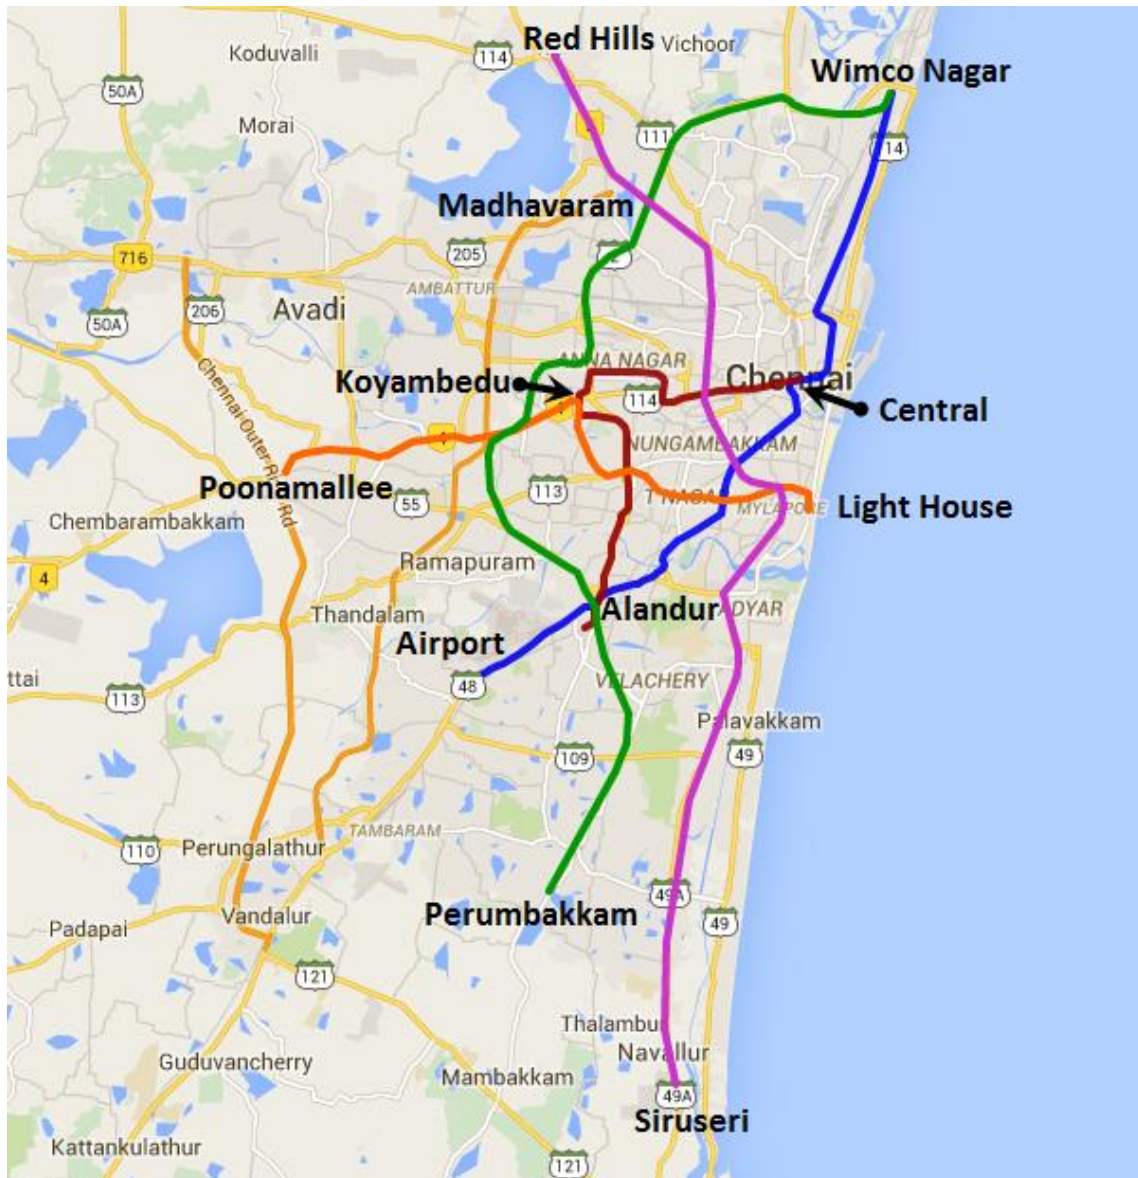 Red Hills
Vichoor
Koduvalli
114
Wimco Nagar
50A
Morai
111
14
Madhavaram
205
716
AMBATTUR
Avadi
206
50A
ANNA NAGAR
Koyambedu
Chennai
114
Central
Chennai Outer Ring Rd
NUNGAMBAKKAM
Poonamallee
113
T NAGAR
MYLAPORE
Light House
55
Chembarambakkam
4
Ramapuram
Thandalam
Alandur
ADYAR
Airport
ttai
113
48
VELACHERY
Palavakkam
109
49
TAMBARAM
110
Perungalathur
Perumbakkam
49A
49
Vandalur
Padapai
121
Thalambur
Navallur
Guduvancherry
Mambakkam
49A
Siruseri
Kattankulathur
121